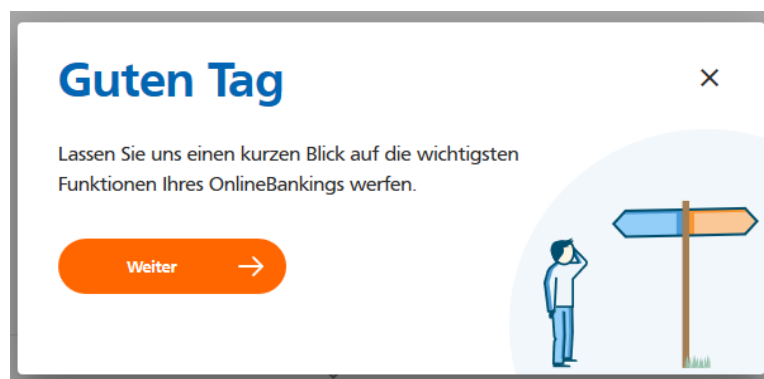 Guten Tag
Lassen Sie uns einen kurzen Blick auf die wichtigsten
Funktionen Ihres OnlineBankings werfen.
Weiter